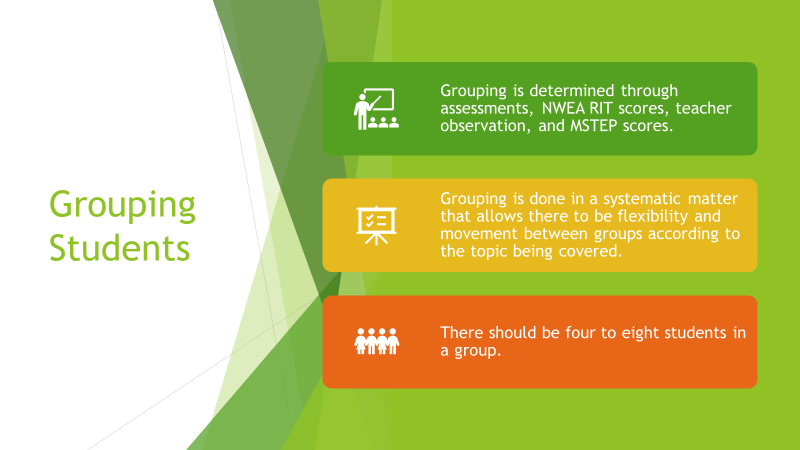 Grouping
Students
Grouping is determined through
assessments, NWEA RIT scores, teacher
observation, and MSTEP scores.
Grouping is done in a systematic matter
that allows there to be flexibility and
movement between groups according to
the topic being covered.
There should be four to eight students in
a group.